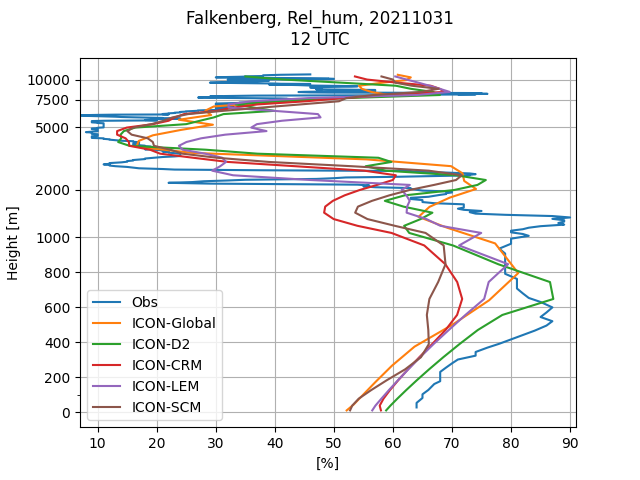 Falkenberg, Rel_hum, 20211031
12 UTC
10000
7500
5000
2000
1000
800
600
400
200
0
Height [m]
Obs
ICON-Global
ICON-D2
ICON-CRM
ICON-LEM
ICON-SCM
10 20 30 40 50 60 70 80 90
[%]